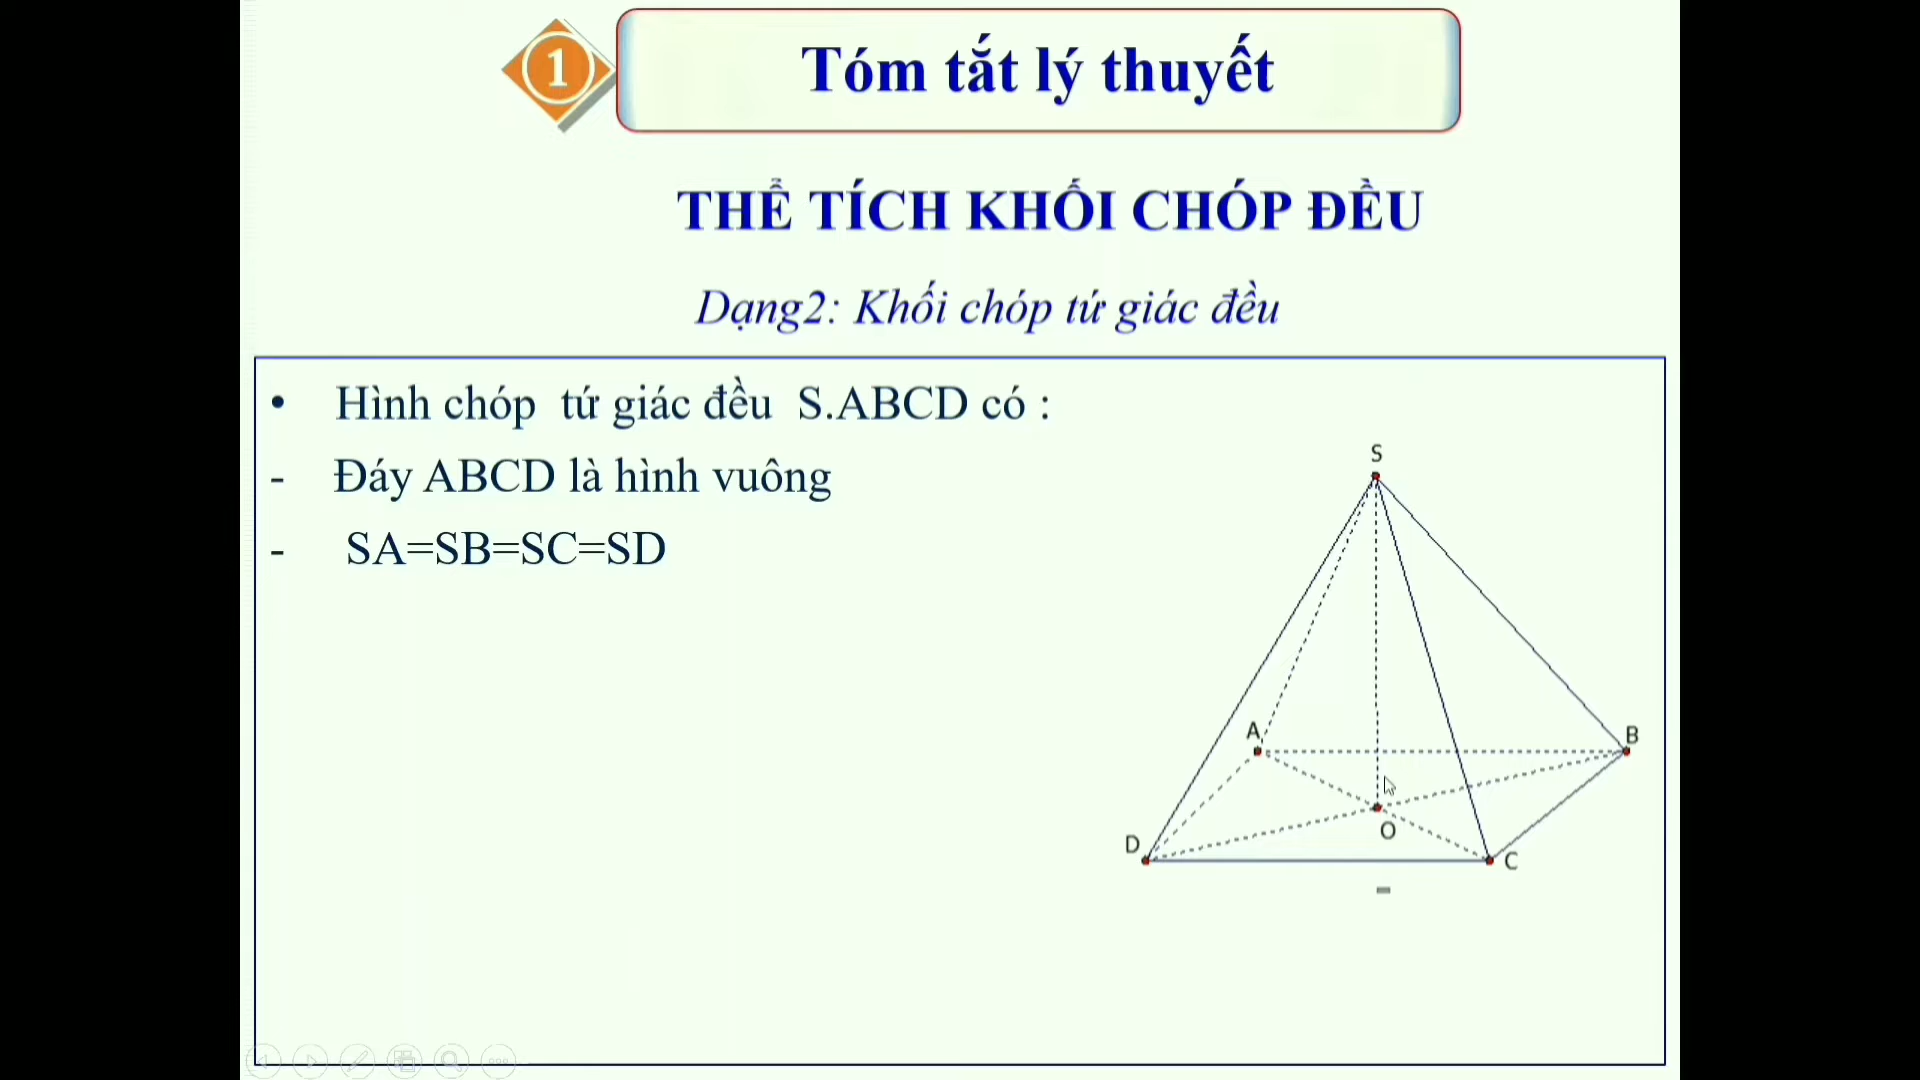 1
Tóm tắt lý thuyết
THỂ TÍCH KHỐI CHÓP ĐỀU
Dạng2: Khối chóp tứ giác đều
• Hình chóp tứ giác đều S.ABCD có :
- Đáy ABCD là hình vuông
- SA=SB=SC=SD
S
A
B
O
D
C